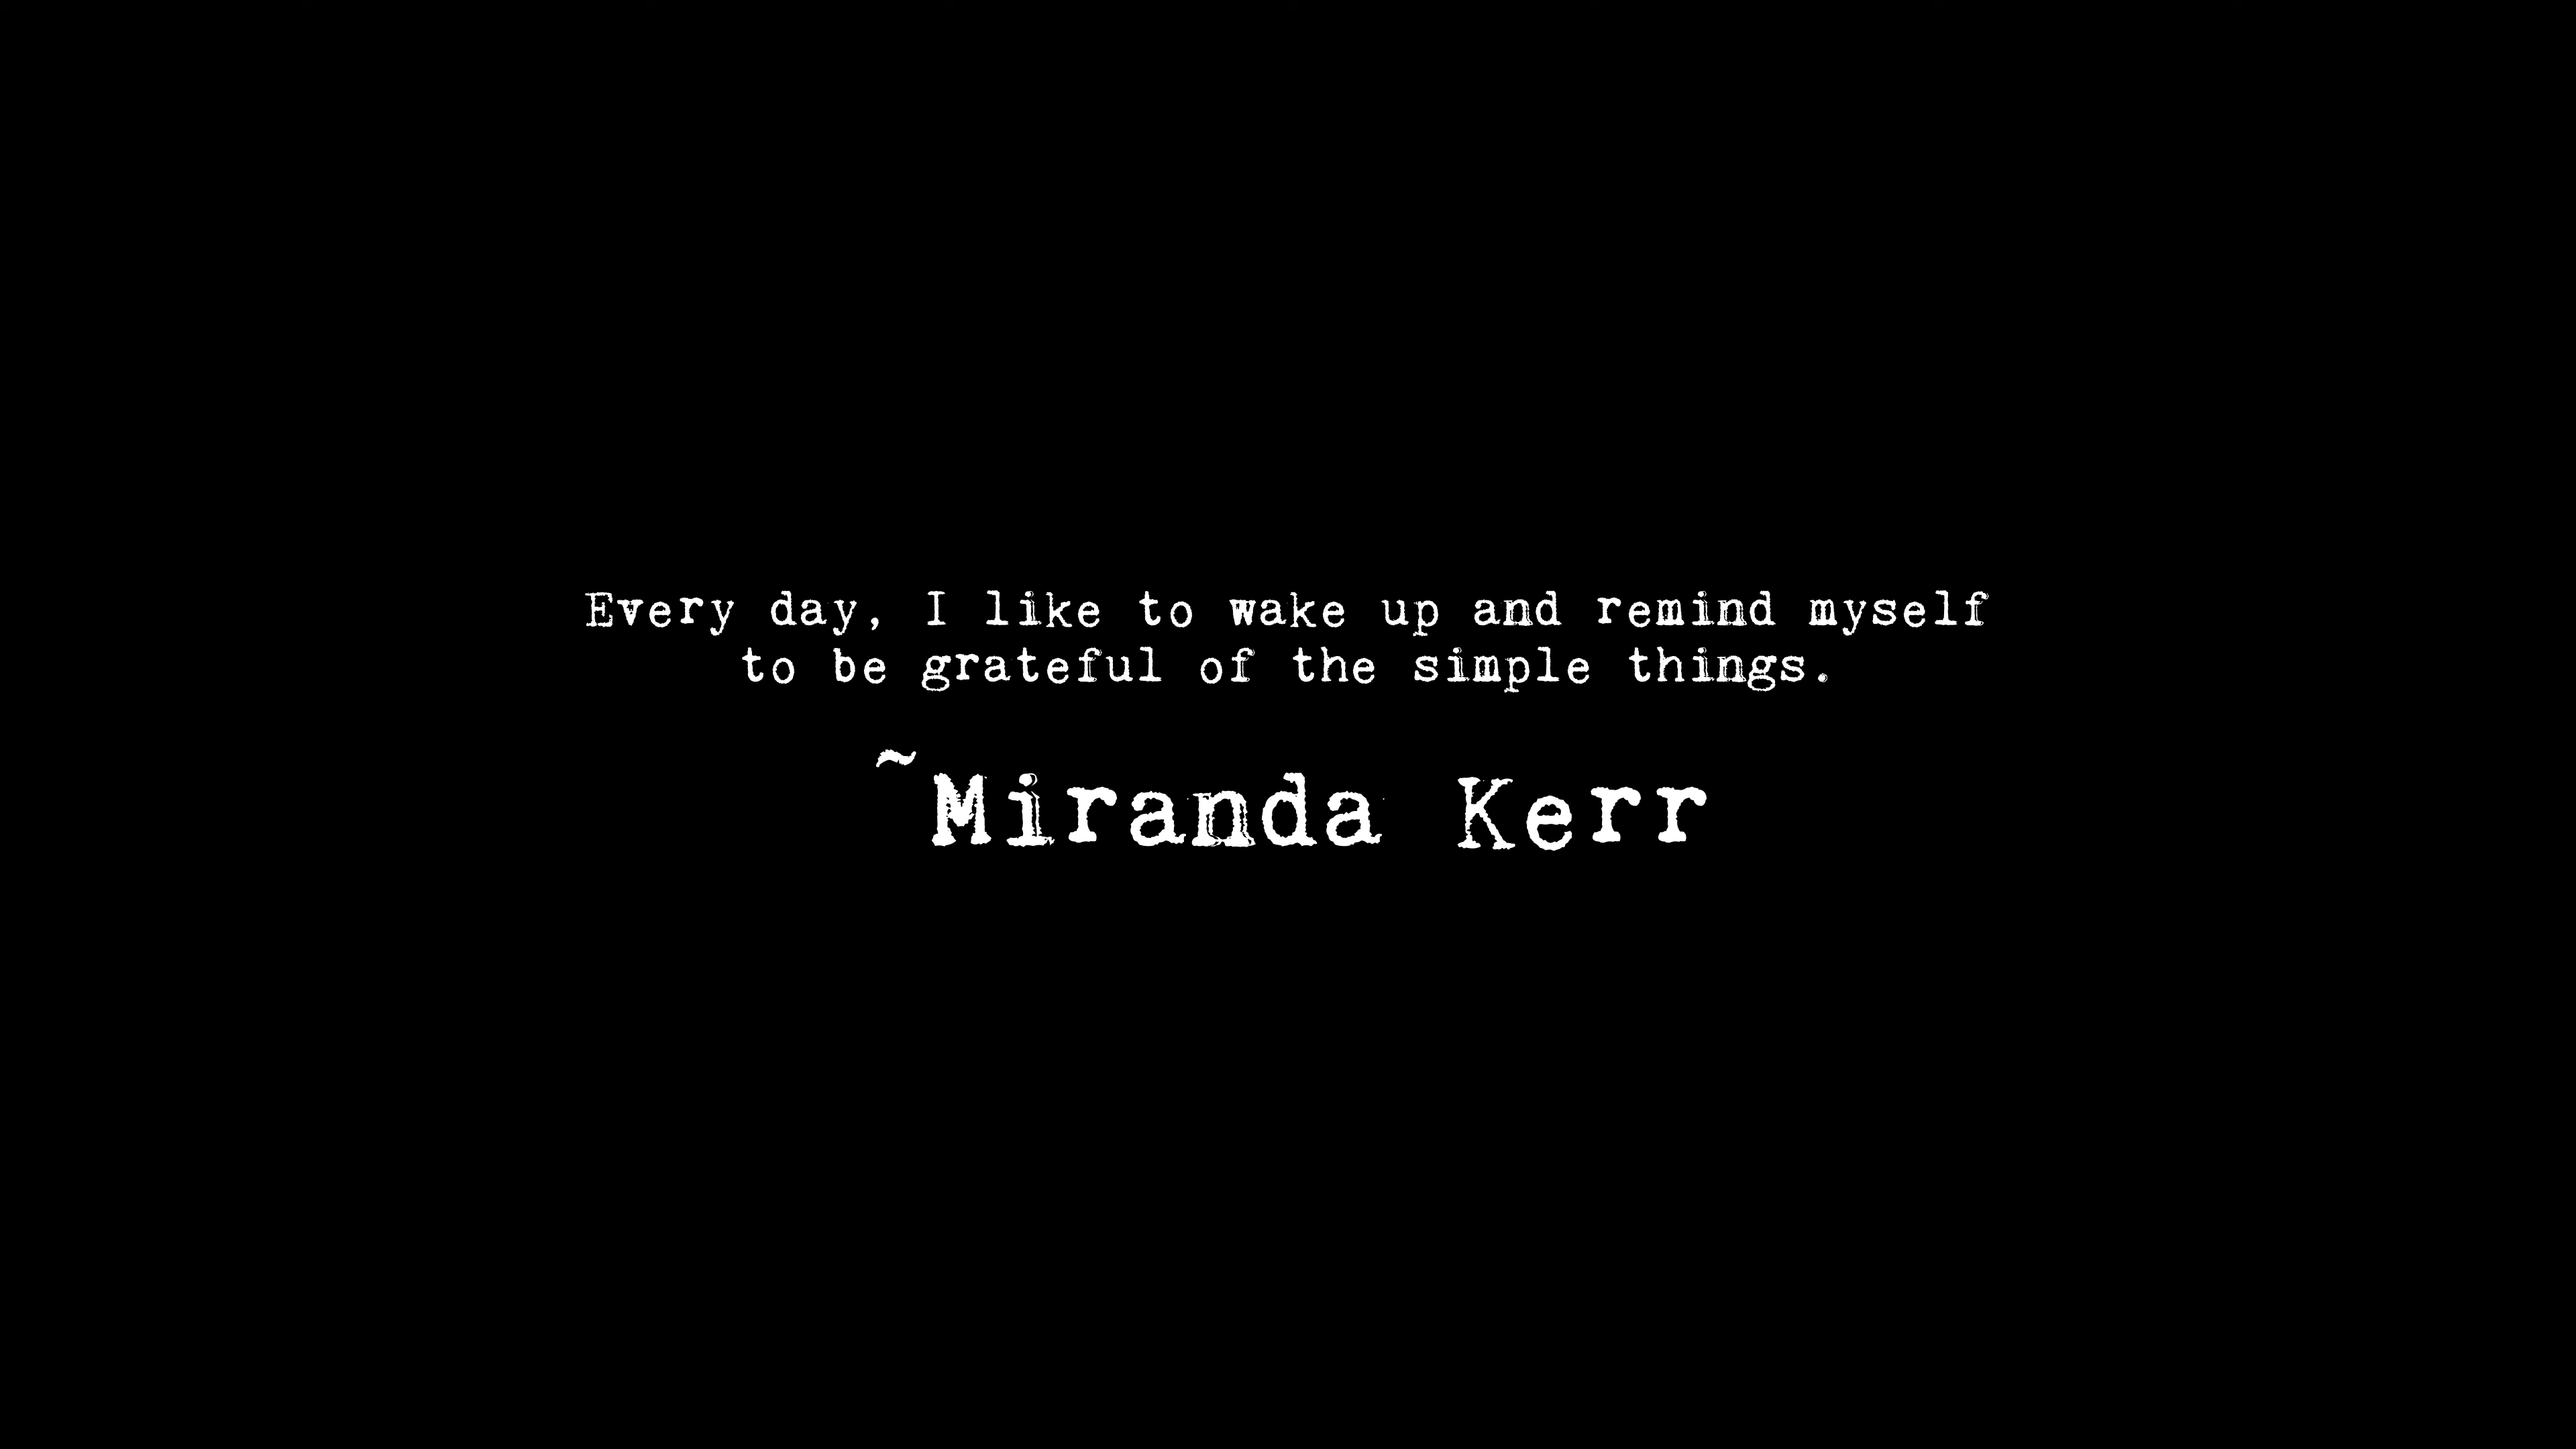 Every day, I like to wake up and remind myself
to be grateful of the simple things.
~Miranda Kerr